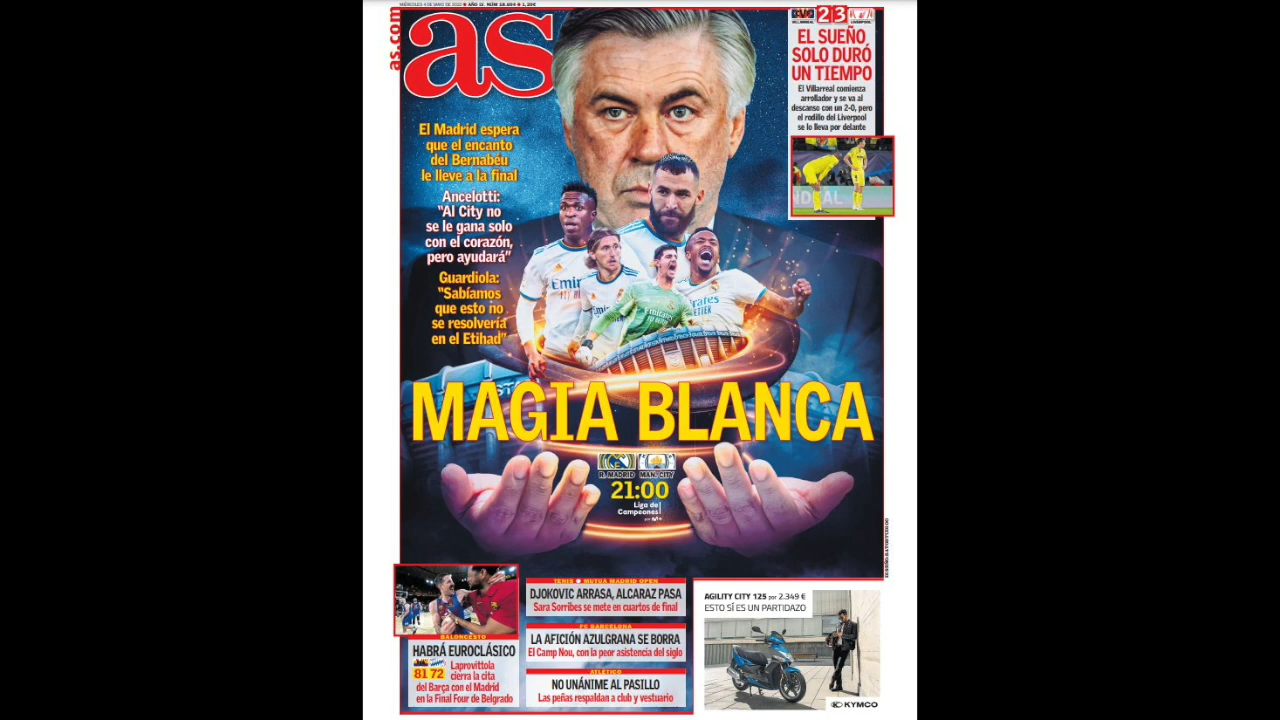 MIÉRCOLES 4 DE MAYO DE 2022
as.com
as
VILLARREAL 2 3 LIVERPOOL
EL SUEÑO
SOLO DURÓ
UN TIEMPO
El Villarreal comienza
arrollador y se va al
descanso con un 2-0, pero
el rodillo del Liverpool
se lo lleva por delante
El Madrid espera
que el encanto
del Bernabéu
le lleve a la final
Ancelotti:
"Al City no
se le gana solo
con el corazón,
pero ayudará"
Guardiola:
"Sabíamos
que esto no
se resolvería
en el Etihad"
MAGIA BLANCA
R. MADRID MAN. CITY
21:00
Liga de
Campeones
BALONCESTO
HABRÁ EUROCLÁSICO
81 72
Laprovittola
cierra la cita
del Barça con el Madrid
en la Final Four de Belgrado
TENIS MUTUA MADRID OPEN
DJOKOVIC ARRASA, ALCARAZ PASA
Sara Sorribes se mete en cuartos de final
FC BARCELONA
LA AFICIÓN AZULGRANA SE BORRA
El Camp Nou, con la peor asistencia del siglo
ATLÉTICO
NO UNÁNIME AL PASILLO
Las peñas respaldan a club y vestuario
AGILITY CITY 125 por 2.349 €
ESTO SÍ ES UN PARTIDAZO
KYMCO